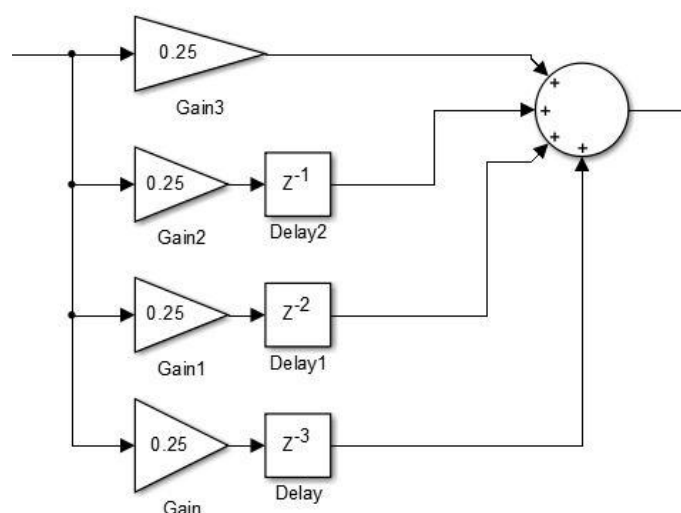 0.25
Gain3
+
+
+
+
0.25
Z-1
Gain2
Delay2
0.25
Z-2
Gain1
Delay1
0.25
Z-3
Gain
Delay